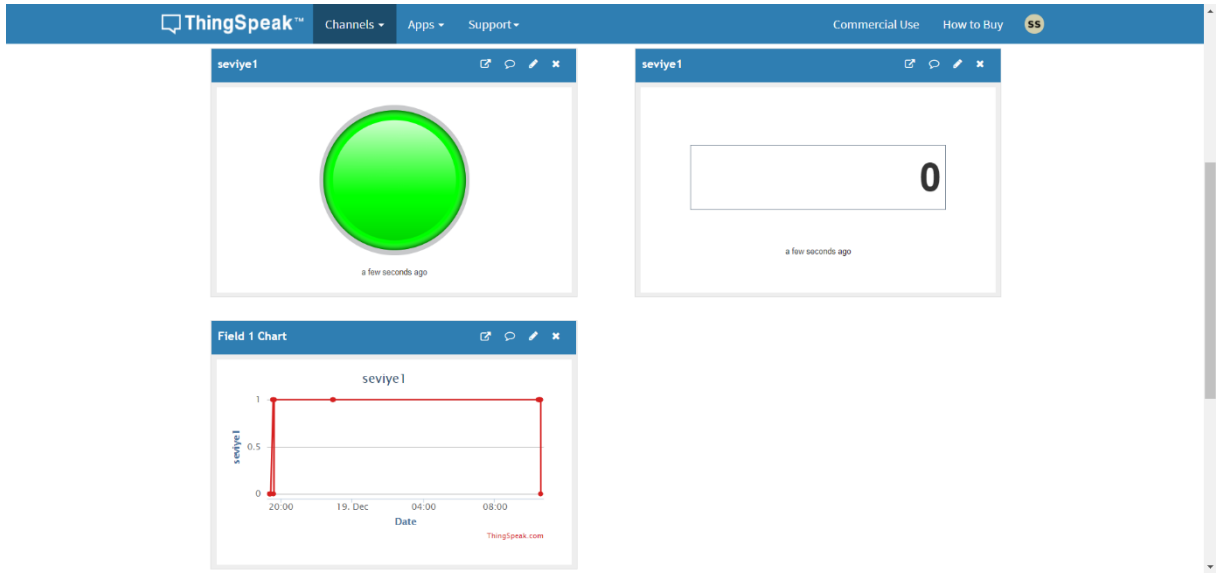 ThingSpeak™ Channels Apps Support Commercial Use How to Buy SS
seviye1
a few seconds ago
seviye1
0
a few seconds ago
Field 1 Chart
seviye1
seviye1
1
0.5
0
20:00 19. Dec 04:00 08:00
Date
ThingSpeak.com